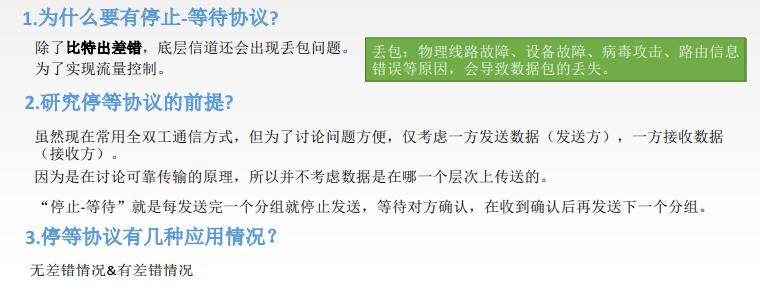 1.为什么要有停止-等待协议?
除了比特出差错，底层信道还会出现丢包问题。
为了实现流量控制。
丢包：物理线路故障、设备故障、病毒攻击、路由信息
错误等原因，会导致数据包的丢失。
2.研究停等协议的前提?
虽然现在常用全双工通信方式，但为了讨论问题方便，仅考虑一方发送数据（发送方），一方接收数据
（接收方）。
因为是在讨论可靠传输的原理，所以并不考虑数据是在哪一个层次上传送的。
“停止-等待”就是每发送完一个分组就停止发送，等待对方确认，在收到确认后再发送下一个分组。
3.停等协议有几种应用情况？
无差错情况&有差错情况